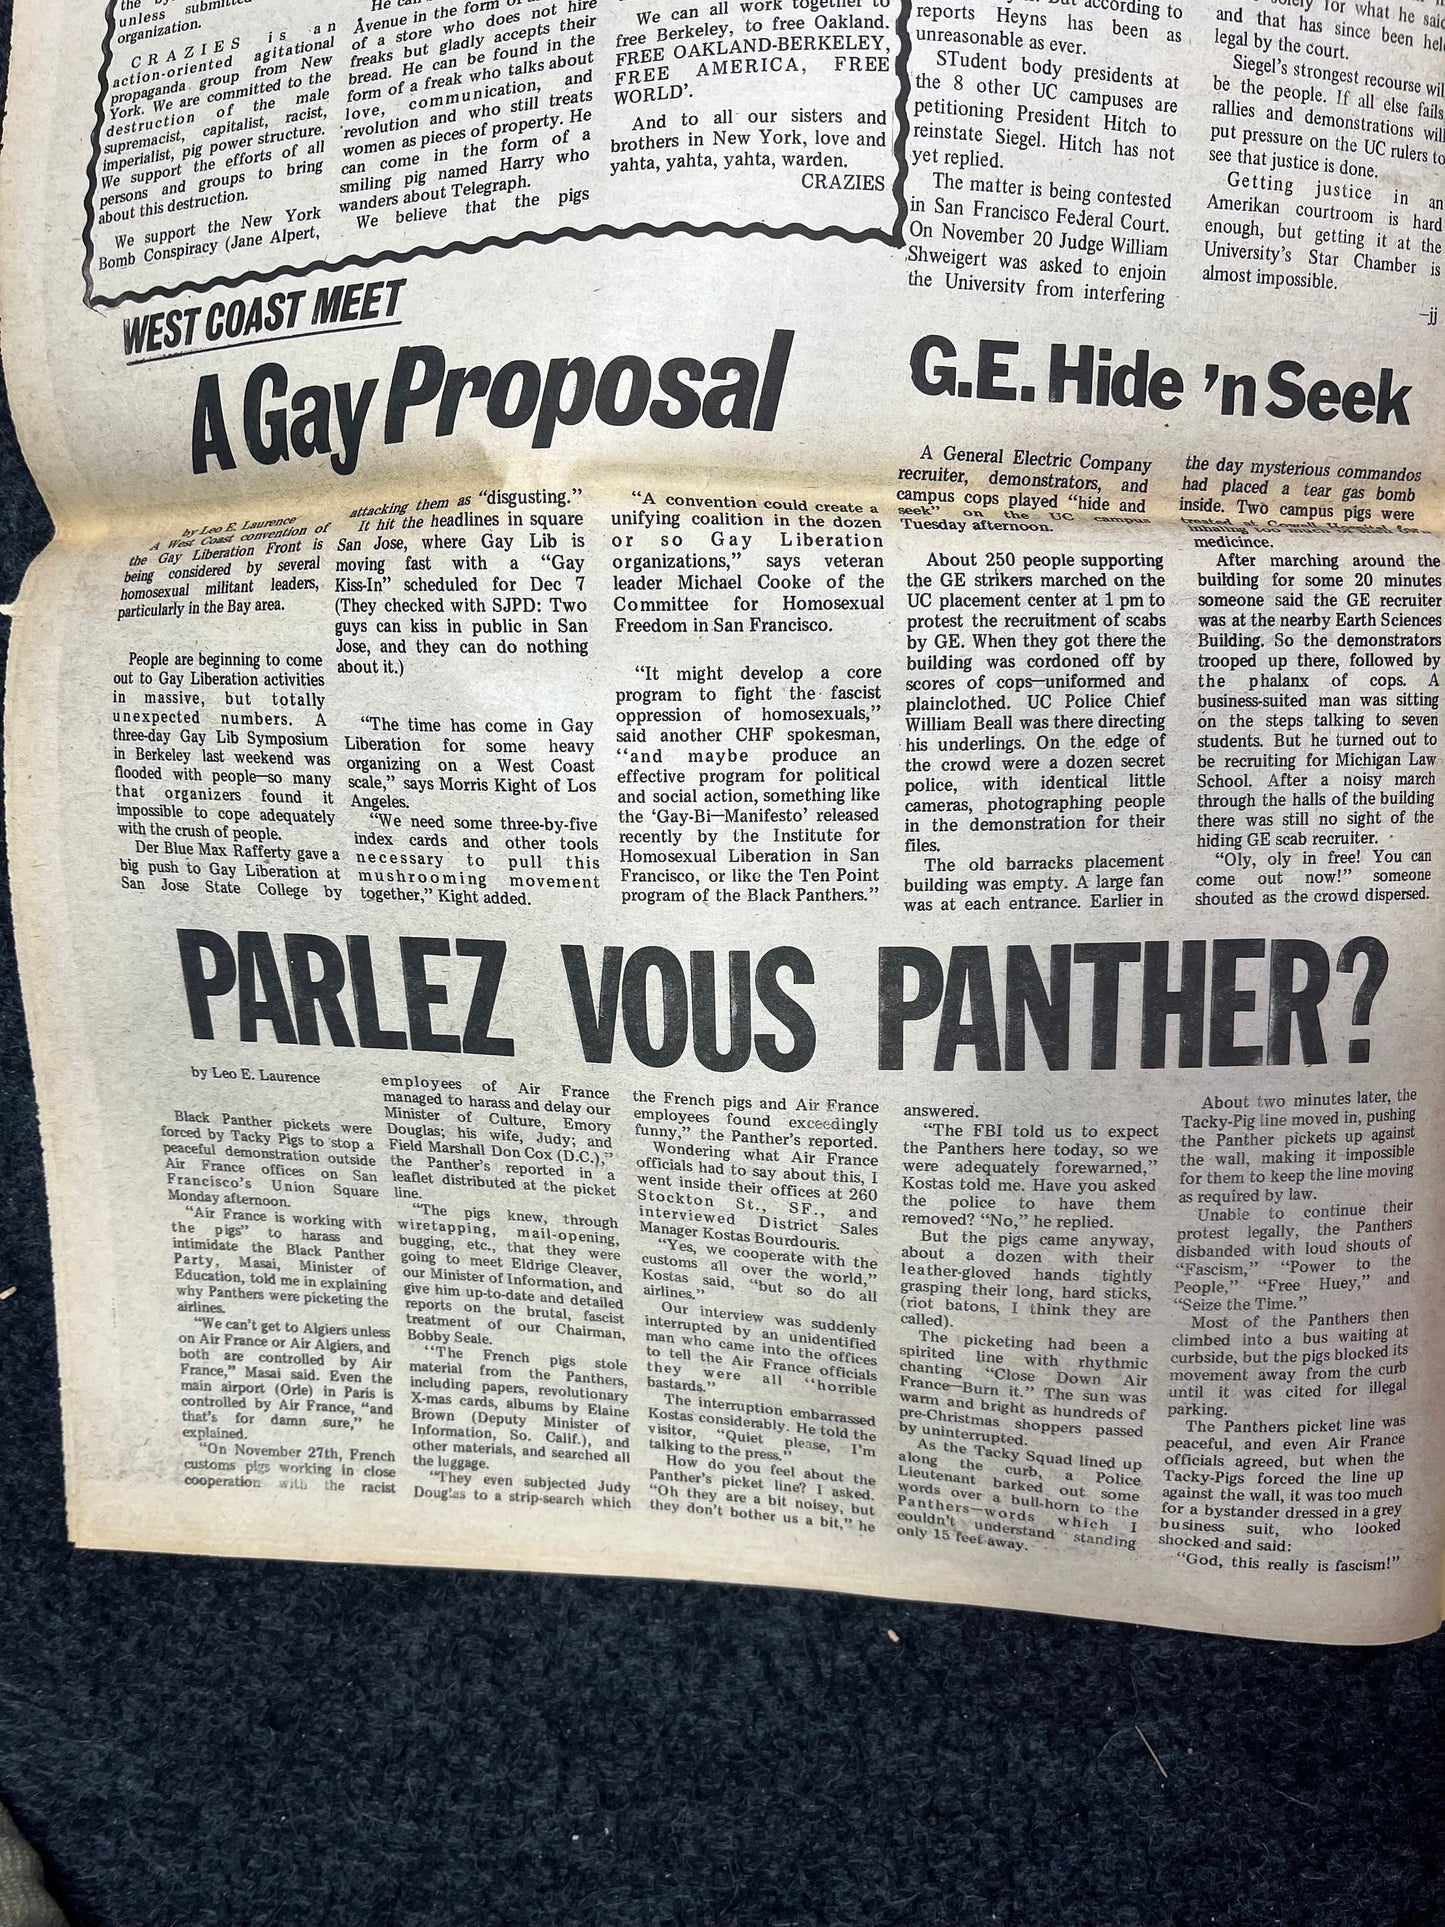 unless submitted
organization.
CRAZIES is an
action-oriented agitational
propaganda group from New
York. We are committed to the
destruction of the male
supremacist, capitalist, racist,
imperialist, pig power structure.
We support the efforts of all
persons and groups to bring
about this destruction.
We support the New York
Bomb Conspiracy (Jane Alpert,
He can
Avenue in the form of
of a store who does not hire
freaks but gladly accepts their
bread. He can be found in the
form of a freak who talks about
love, communication, and
revolution and who still treats
women as pieces of property. He
can come in the form of a
smiling pig named Harry who
wanders about Telegraph.
We believe that the pigs
We can all work together to
free Berkeley, to free Oakland.
FREE OAKLAND-BERKELEY,
FREE AMERICA, FREE
WORLD'.
And to all our sisters and
brothers in New York, love and
yahta, yahta, yahta, warden.
CRAZIES
But according to
reports Heyns has been as
unreasonable as ever.
STudent body presidents at
the 8 other UC campuses are
petitioning President Hitch to
reinstate Siegel. Hitch has not
yet replied.
The matter is being contested
in San Francisco Federal Court.
On November 20 Judge William
Shweigert was asked to enjoin
the University from interfering
for what he said
and that has since been held
legal by the court.
Siegel's strongest recourse will
be the people. If all else fails,
rallies and demonstrations will
put pressure on the UC rulers to
see that justice is done.
Getting justice in an
Amerikan courtroom is hard
enough, but getting it at the
University's Star Chamber is
almost impossible.
—jj
WEST COAST MEET
A Gay Proposal
by Leo E. Laurence
A West Coast convention of
the Gay Liberation Front is
being considered by several
homosexual militant leaders,
particularly in the Bay area.
People are beginning to come
out to Gay Liberation activities
in massive, but totally
unexpected numbers. A
three-day Gay Lib Symposium
in Berkeley last weekend was
flooded with people—so many
that organizers found it
impossible to cope adequately
with the crush of people.
Der Blue Max Rafferty gave a
big push to Gay Liberation at
San Jose State College by
attacking them as "disgusting."
It hit the headlines in square
San Jose, where Gay Lib is
moving fast with a "Gay
Kiss-In" scheduled for Dec 7
(They checked with SJPD: Two
guys can kiss in public in San
Jose, and they can do nothing
about it.)
"The time has come in Gay
Liberation for some heavy
organizing on a West Coast
scale," says Morris Kight of Los
Angeles.
"We need some three-by-five
index cards and other tools
necessary to pull this
mushrooming movement
together," Kight added.
"A convention could create a
unifying coalition in the dozen
or so Gay Liberation
organizations," says veteran
leader Michael Cooke of the
Committee for Homosexual
Freedom in San Francisco.
"It might develop a core
program to fight the fascist
oppression of homosexuals,"
said another CHF spokesman,
"and maybe produce an
effective program for political
and social action, something like
the 'Gay-Bi—Manifesto' released
recently by the Institute for
Homosexual Liberation in San
Francisco, or like the Ten Point
program of the Black Panthers."
G.E. Hide 'n Seek
A General Electric Company
recruiter, demonstrators, and
campus cops played "hide and
seek" on the UC campus
Tuesday afternoon.
About 250 people supporting
the GE strikers marched on the
UC placement center at 1 pm to
protest the recruitment of scabs
by GE. When they got there the
building was cordoned off by
scores of cops—uniformed and
plainclothed. UC Police Chief
William Beall was there directing
his underlings. On the edge of
the crowd were a dozen secret
police, with identical little
cameras, photographing people
in the demonstration for their
files.
The old barracks placement
building was empty. A large fan
was at each entrance. Earlier in
the day mysterious commandos
had placed a tear gas bomb
inside. Two campus pigs were
treated at Cowell Hospital for
inhaling too much of their own
medicince.
After marching around the
building for some 20 minutes
someone said the GE recruiter
was at the nearby Earth Sciences
Building. So the demonstrators
trooped up there, followed by
the phalanx of cops. A
business-suited man was sitting
on the steps talking to seven
students. But he turned out to
be recruiting for Michigan Law
School. After a noisy march
through the halls of the building
there was still no sight of the
hiding GE scab recruiter.
"Oly, oly in free! You can
come out now!" someone
shouted as the crowd dispersed.
PARLEZ VOUS PANTHER?
by Leo E. Laurence
Black Panther pickets were
forced by Tacky Pigs to stop a
peaceful demonstration outside
Air France offices on San
Francisco's Union Square
Monday afternoon.
"Air France is working with
the pigs" to harass and
intimidate the Black Panther
Party, Masai, Minister of
Education, told me in explaining
why Panthers were picketing the
airlines.
"We can't get to Algiers unless
on Air France or Air Algiers, and
both are controlled by Air
France," Masai said. Even the
main airport (Orle) in Paris is
controlled by Air France, "and
that's for damn sure," he
explained.
"On November 27th, French
customs pigs working in close
cooperation with the racist
employees of Air France
managed to harass and delay our
Minister of Culture, Emory
Douglas; his wife, Judy; and
Field Marshall Don Cox (D.C.),"
the Panther's reported in a
leaflet distributed at the picket
line.
"The pigs knew, through
wiretapping, mail-opening,
bugging, etc., that they were
going to meet Eldrige Cleaver,
our Minister of Information, and
give him up-to-date and detailed
reports on the brutal, fascist
treatment of our Chairman,
Bobby Seale.
"The French pigs stole
material from the Panthers,
including papers, revolutionary
X-mas cards, albums by Elaine
Brown (Deputy Minister of
Information, So. Calif.), and
other materials, and searched all
the luggage.
"They even subjected Judy
Douglas to a strip-search which
the French pigs and Air France
employees found exceedingly
funny," the Panther's reported.
Wondering what Air France
officials had to say about this, I
went inside their offices at 260
Stockton St., SF., and
interviewed District Sales
Manager Kostas Bourdouris.
"Yes, we cooperate with the
customs all over the world,"
Kostas said, "but so do all
airlines."
Our interview was suddenly
interrupted by an unidentified
man who came into the offices
to tell the Air France officials
they were all "horrible
bastards."
The interruption embarrassed
Kostas considerably. He told the
visitor, "Quiet please, I'm
talking to the press."
How do you feel about the
Panther's picket line? I asked.
"Oh they are a bit noisey, but
they don't bother us a bit," he
answered.
"The FBI told us to expect
the Panthers here today, so we
were adequately forewarned,"
Kostas told me. Have you asked
the police to have them
removed? "No," he replied.
But the pigs came anyway,
about a dozen with their
leather-gloved hands tightly
grasping their long, hard sticks,
(riot batons, I think they are
called).
The picketing had been a
spirited line with rhythmic
chanting "Close Down Air
France—Burn it." The sun was
warm and bright as hundreds of
pre-Christmas shoppers passed
by uninterrupted.
As the Tacky Squad lined up
along the curb, a Police
Lieutenant barked out some
words over a bull-horn to the
Panthers—words which I
couldn't understand standing
only 15 feet away.
About two minutes later, the
Tacky-Pig line moved in, pushing
the Panther pickets up against
the wall, making it impossible
for them to keep the line moving
as required by law.
Unable to continue their
protest legally, the Panthers
disbanded with loud shouts of
"Fascism," "Power to the
People," "Free Huey," and
"Seize the Time."
Most of the Panthers then
climbed into a bus waiting at
curbside, but the pigs blocked its
movement away from the curb
until it was cited for illegal
parking.
The Panthers picket line was
peaceful, and even Air France
officials agreed, but when the
Tacky-Pigs forced the line up
against the wall, it was too much
for a bystander dressed in a grey
business suit, who looked
shocked and said:
"God, this really is fascism!"